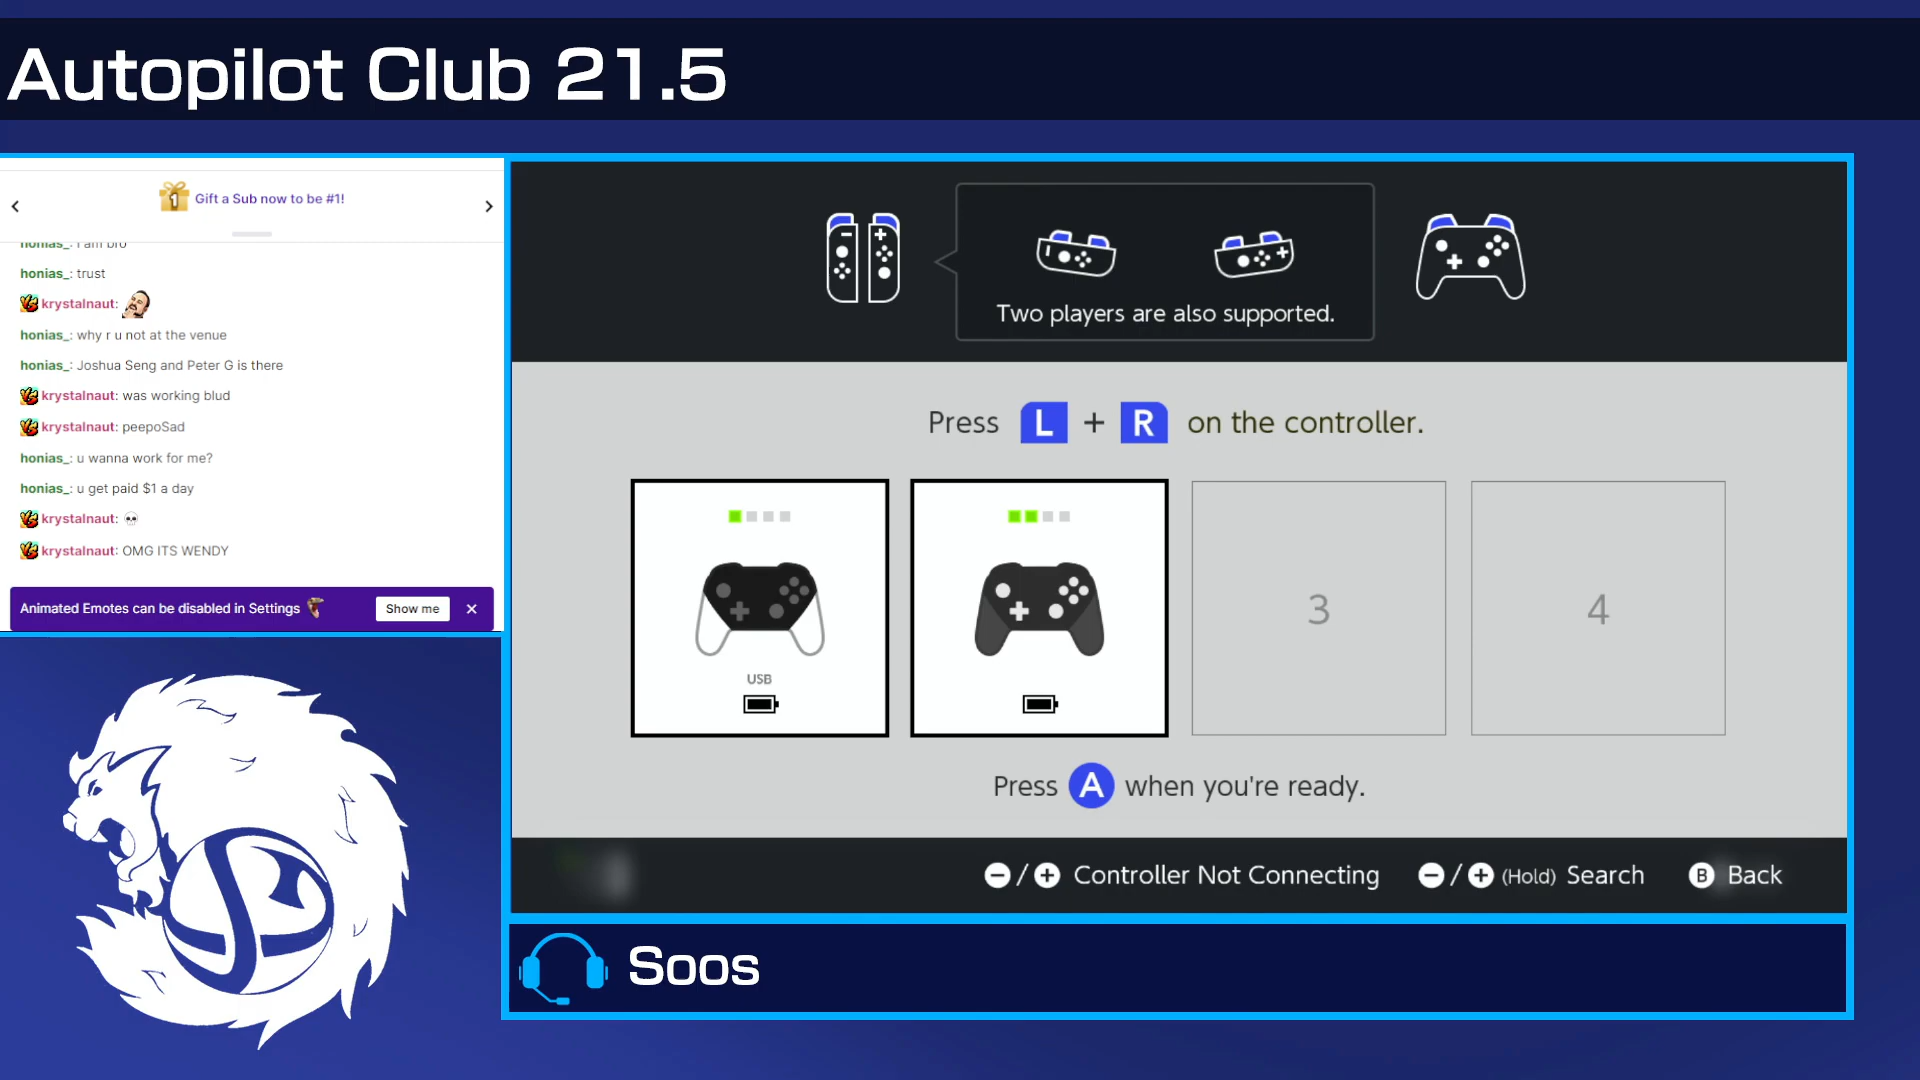 Autopilot Club 21.5
1 Gift a Sub now to be #1!
honias_: I am bro
honias_: trust
krystalnaut:
honias_: why r u not at the venue
honias_: Joshua Seng and Peter G is there
krystalnaut: was working blud
krystalnaut: peepoSad
honias_: u wanna work for me?
honias_: u get paid $1 a day
krystalnaut: 💀
krystalnaut: OMG ITS WENDY
Animated Emotes can be disabled in Settings Show me
Two players are also supported.
Press L + R on the controller.
USB
3
4
Press A when you're ready.
−/+ Controller Not Connecting −/+ (Hold) Search B Back
Soos